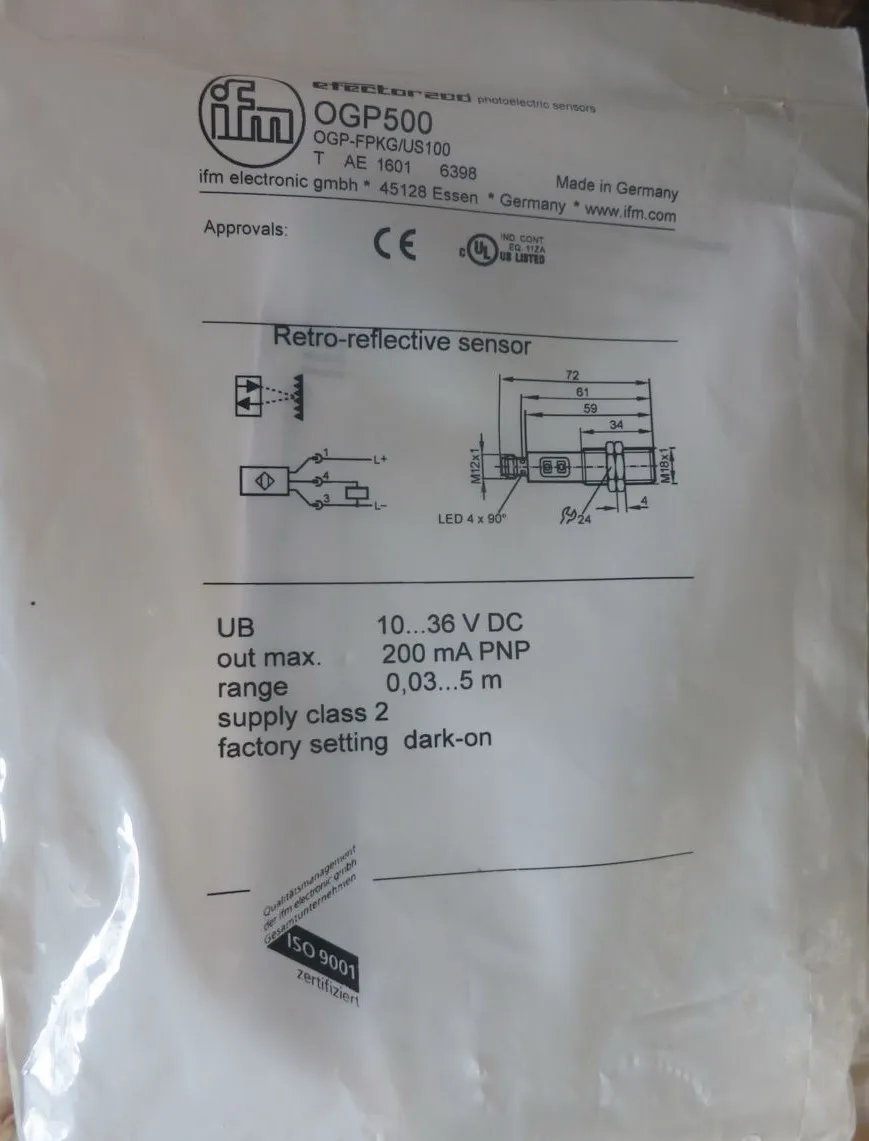 ifm
efector200 photoelectric sensors
OGP500
OGP-FPKG/US100
T AE 1601 6398
Made in Germany
ifm electronic gmbh * 45128 Essen * Germany * www.ifm.com
Approvals:
CE
C UL US LISTED
IND. CONT.
EQ. 11ZA
Retro-reflective sensor
72
61
59
34
1
L+
4
3
L–
M12x1
M18x1
4
LED 4 x 90°
24
UB 10...36 V DC
out max. 200 mA PNP
range 0,03...5 m
supply class 2
factory setting dark-on
Qualitätsmanagement
der ifm electronic gmbh
Gesamtunternehmen
ISO 9001
zertifiziert